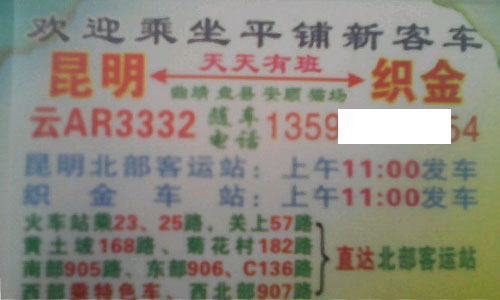 欢迎乘坐平铺新客车
昆明 天天有班 织金
曲靖 盘县 安顺 猫场
云AR3332 随车电话 1359 54
昆明北部客运站：上午11:00发车
织金车站：上午11:00发车
火车站乘23、25路，关上57路
黄土坡168路、菊花村182路
南部905路、东部906、C136路
西部乘特色车、西北部907路
直达北部客运站